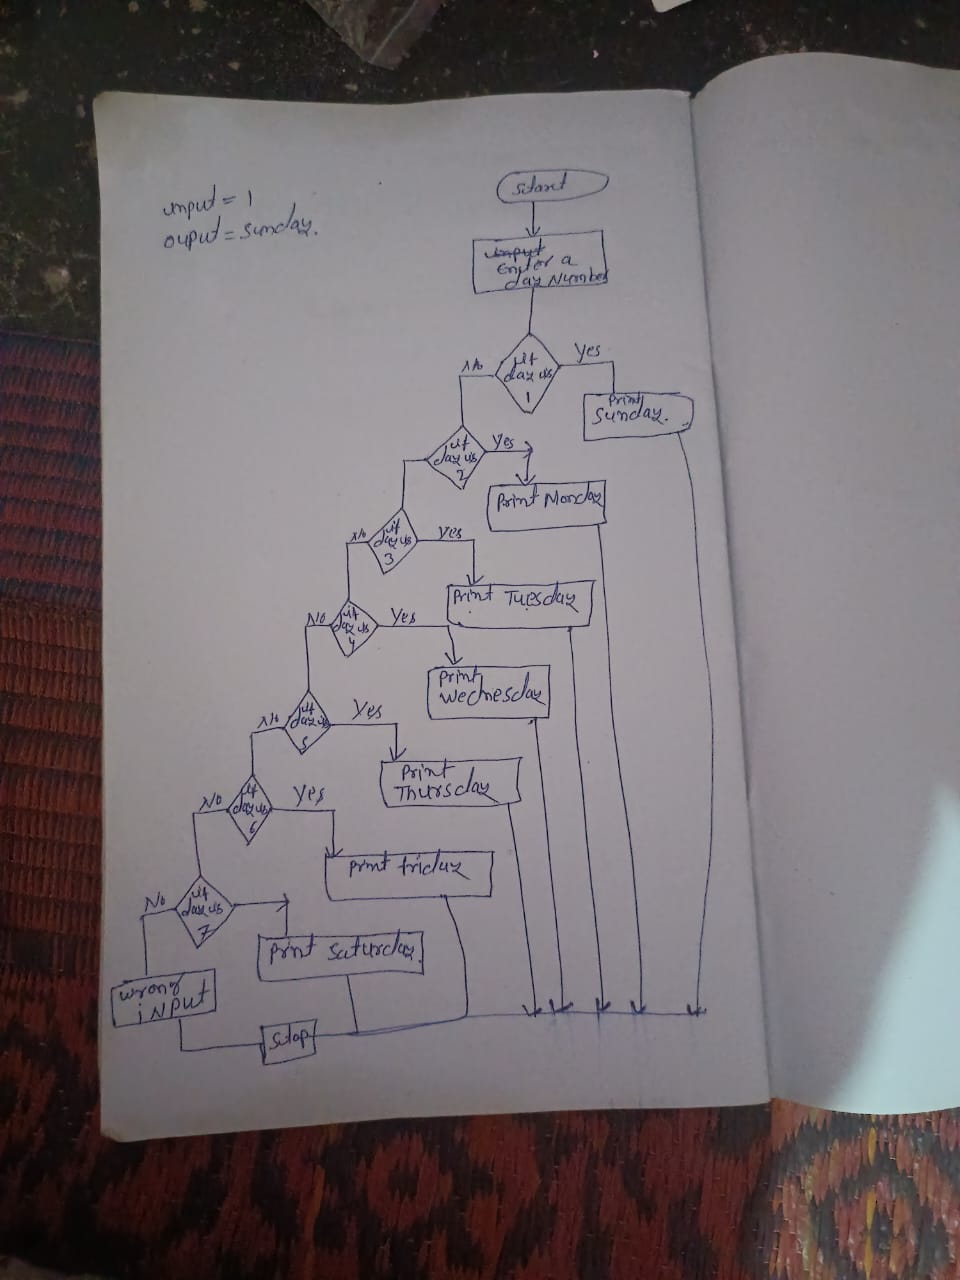 input = 1
ouput = Sunday.
Start
input
Enter a
day Number
if
day is
1
No
Yes
Print
Sunday.
if
day is
2
Yes
Print Monday
if
day is
3
No
Yes
Print Tuesday
if
day is
4
No
Yes
Print
Wednesday
if
day is
5
No
Yes
Print
Thursday
if
day is
6
No
Yes
Print friday
if
day is
7
No
Print Saturday.
Wrong
iNPUT
Stop